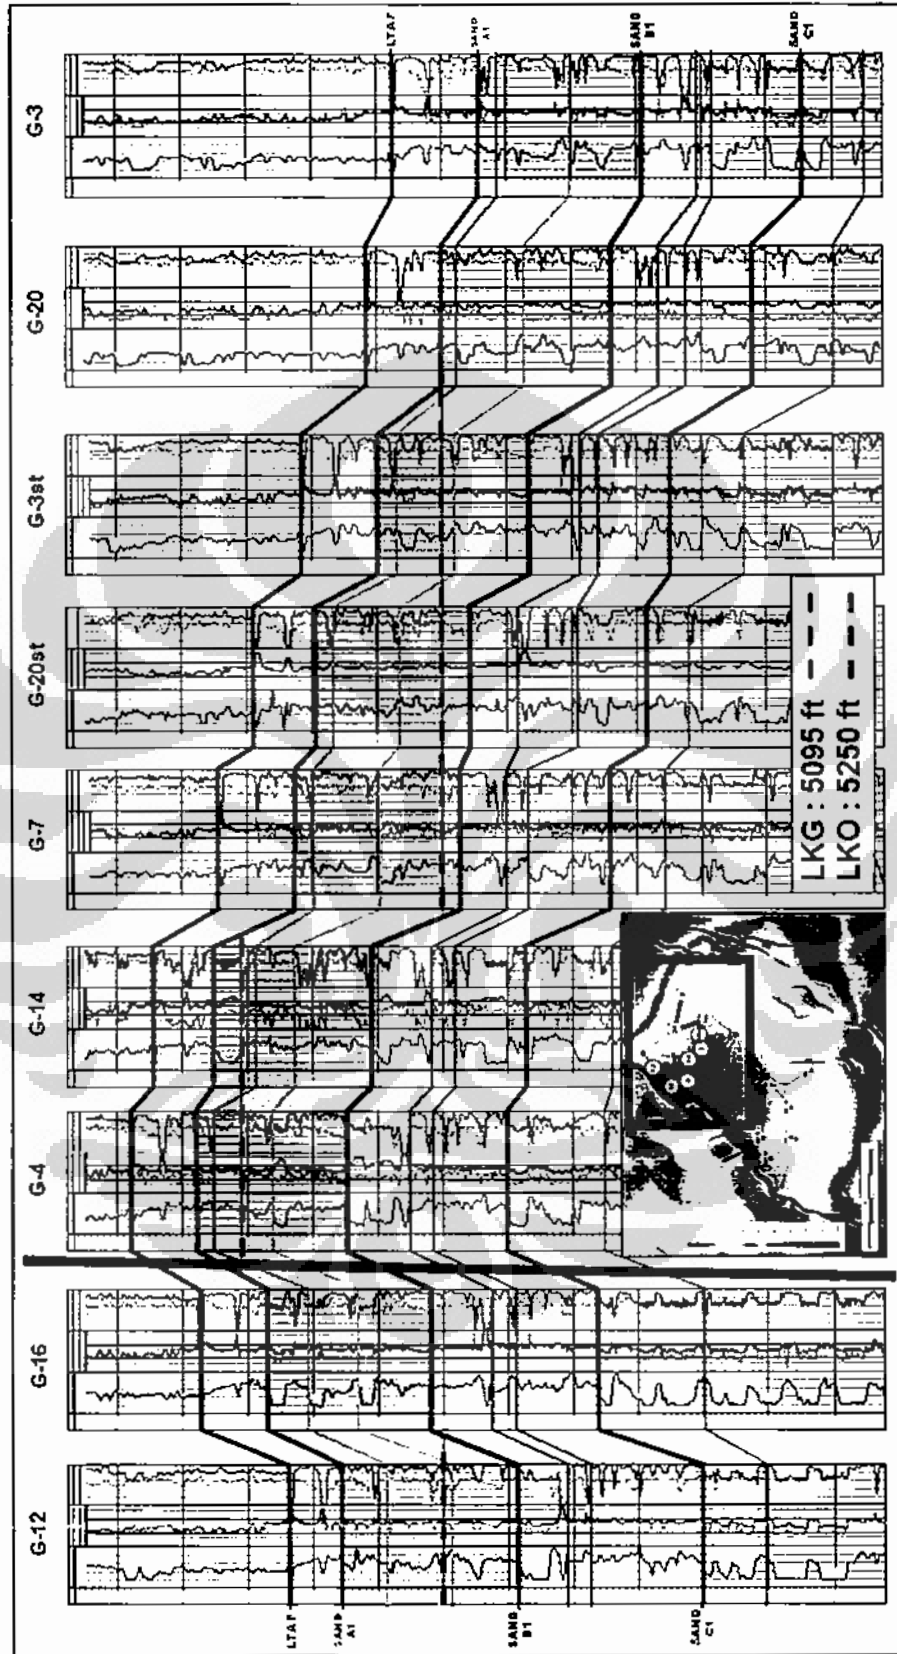 G-12
G-16
G-4
G-14
G-7
G-20st
G-3st
G-20
G-3
LTAF
SAND
A1
SAND
B1
SAND
C1
LTAF
SAND
A1
SAND
B1
SAND
C1
LKG : 5095 ft
LKO : 5250 ft